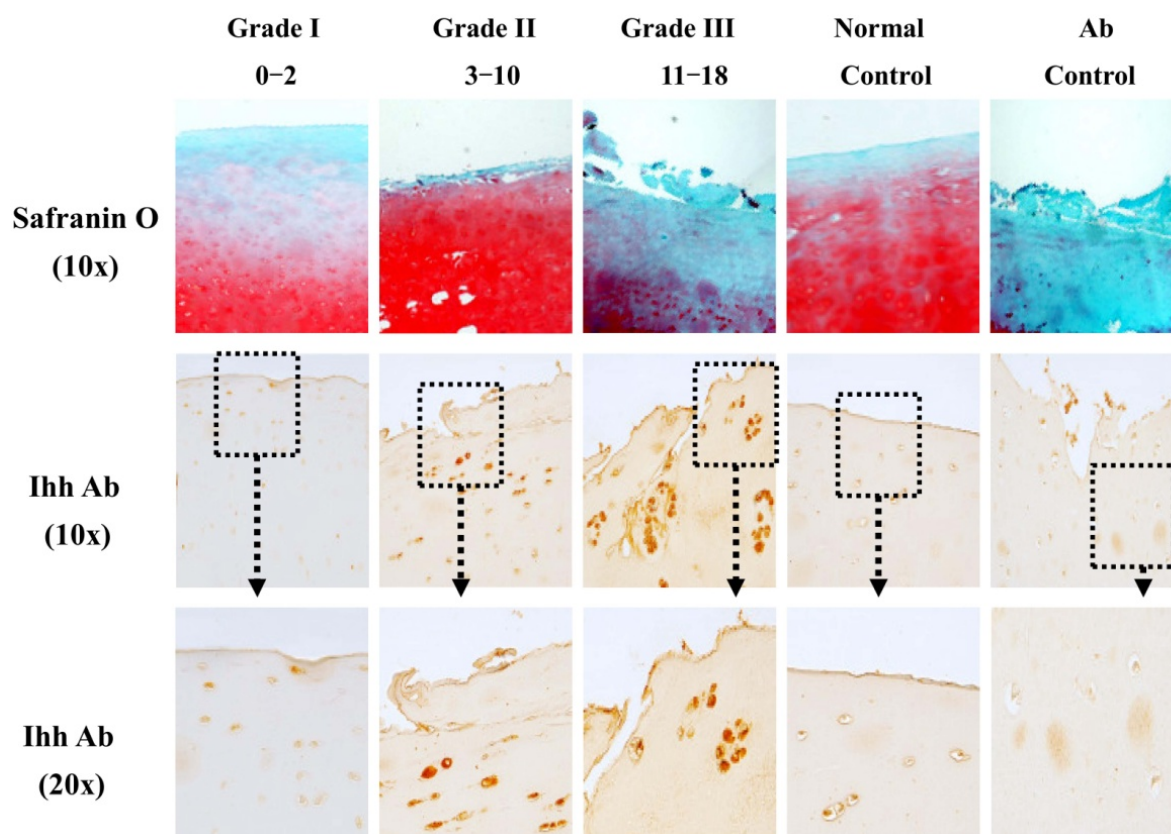 Grade I
0−2
Grade II
3−10
Grade III
11−18
Normal
Control
Ab
Control
Safranin O
(10x)
Ihh Ab
(10x)
Ihh Ab
(20x)